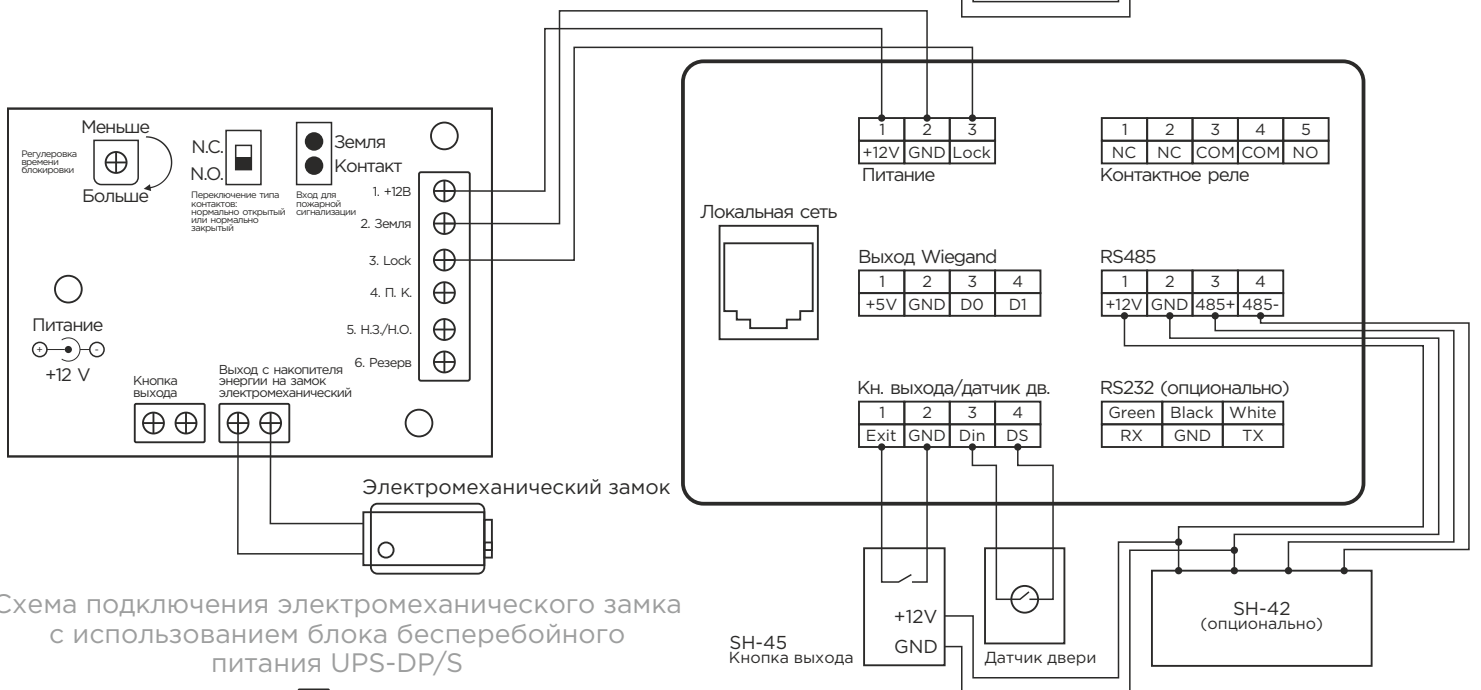 Меньше
Регулеровка
времени
блокировки
Больше
N.C.
N.O.
Переключение типа
контактов:
нормально открытый
или нормально
закрытый
Земля
Контакт
Вход для
пожарной
сигнализации
1. +12В
2. Земля
3. Lock
4. П. К.
5. Н.З./Н.О.
6. Резерв
Питание
+ -
+12 V
Кнопка
выхода
Выход с накопителя
энергии на замок
электромеханический
Электромеханический замок
Схема подключения электромеханического замка
с использованием блока бесперебойного
питания UPS-DP/S
1 2 3
+12V GND Lock
Питание
1 2 3 4 5
NC NC COM COM NO
Контактное реле
Локальная сеть
Выход Wiegand
1 2 3 4
+5V GND D0 D1
RS485
1 2 3 4
+12V GND 485+ 485-
Кн. выхода/датчик дв.
1 2 3 4
Exit GND Din DS
RS232 (опционально)
Green Black White
RX GND TX
+12V
GND
SH-45
Кнопка выхода
Датчик двери
SH-42
(опционально)